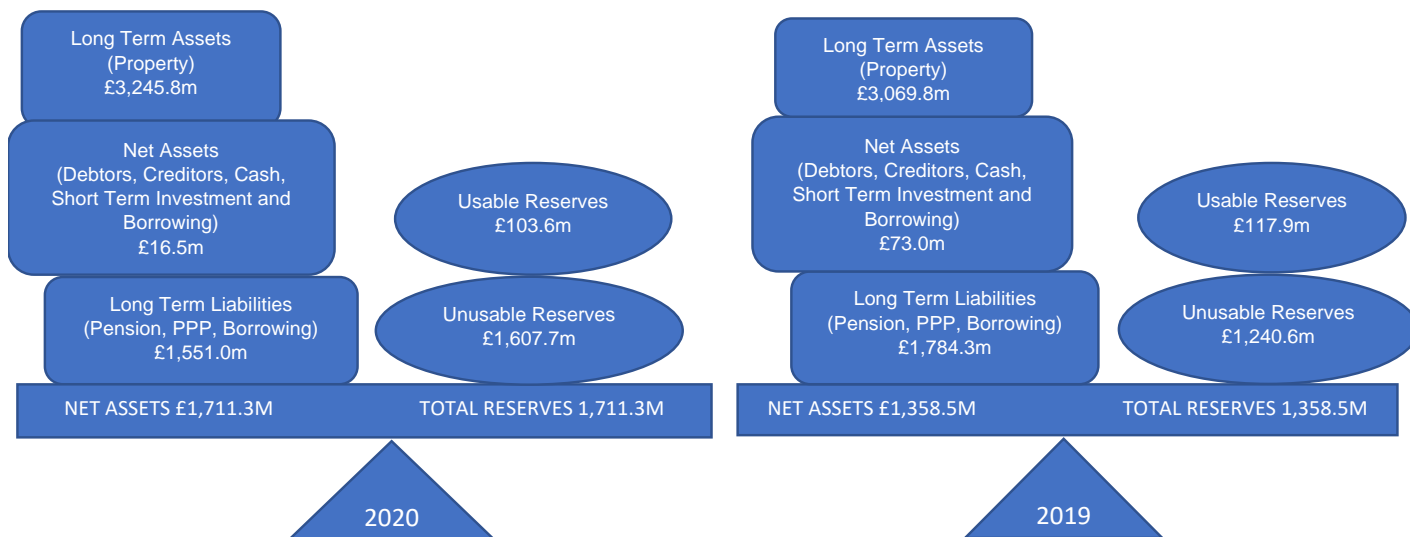 Long Term Assets
(Property)
£3,245.8m
Net Assets
(Debtors, Creditors, Cash,
Short Term Investment and
Borrowing)
£16.5m
Usable Reserves
£103.6m
Long Term Liabilities
(Pension, PPP, Borrowing)
£1,551.0m
Unusable Reserves
£1,607.7m
NET ASSETS £1,711.3M
TOTAL RESERVES 1,711.3M
2020
Long Term Assets
(Property)
£3,069.8m
Net Assets
(Debtors, Creditors, Cash,
Short Term Investment and
Borrowing)
£73.0m
Usable Reserves
£117.9m
Long Term Liabilities
(Pension, PPP, Borrowing)
£1,784.3m
Unusable Reserves
£1,240.6m
NET ASSETS £1,358.5M
TOTAL RESERVES 1,358.5M
2019